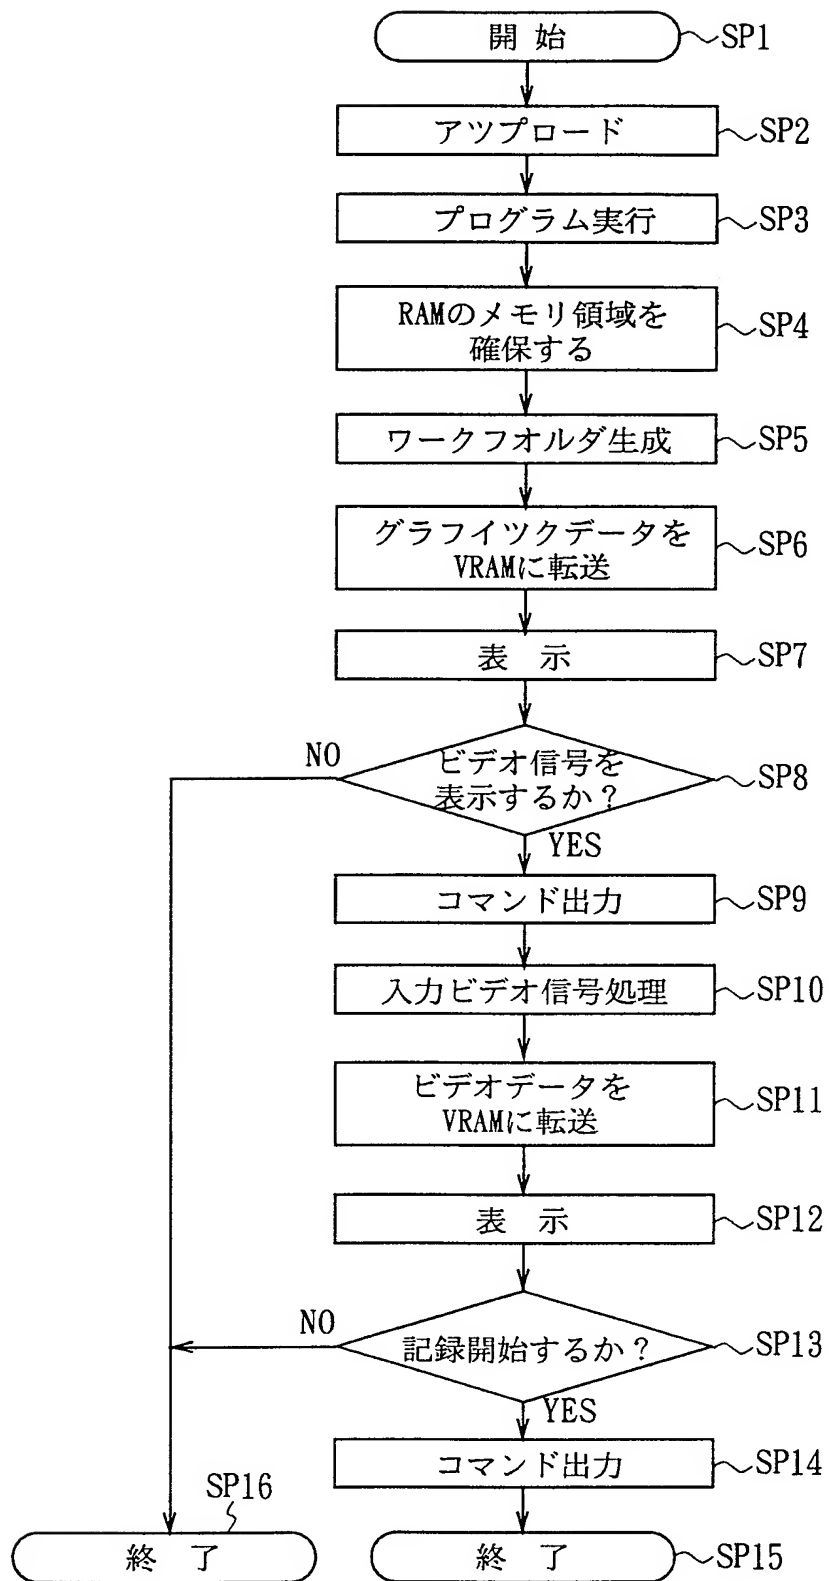 開 始
SP1
アツプロード
SP2
プログラム実行
SP3
RAMのメモリ領域を
確保する
SP4
ワークフオルダ生成
SP5
グラフイツクデータを
VRAMに転送
SP6
表 示
SP7
ビデオ信号を
表示するか？
SP8
NO
YES
コマンド出力
SP9
入力ビデオ信号処理
SP10
ビデオデータを
VRAMに転送
SP11
表 示
SP12
記録開始するか？
SP13
NO
YES
コマンド出力
SP14
SP16
終 了
終 了
SP15